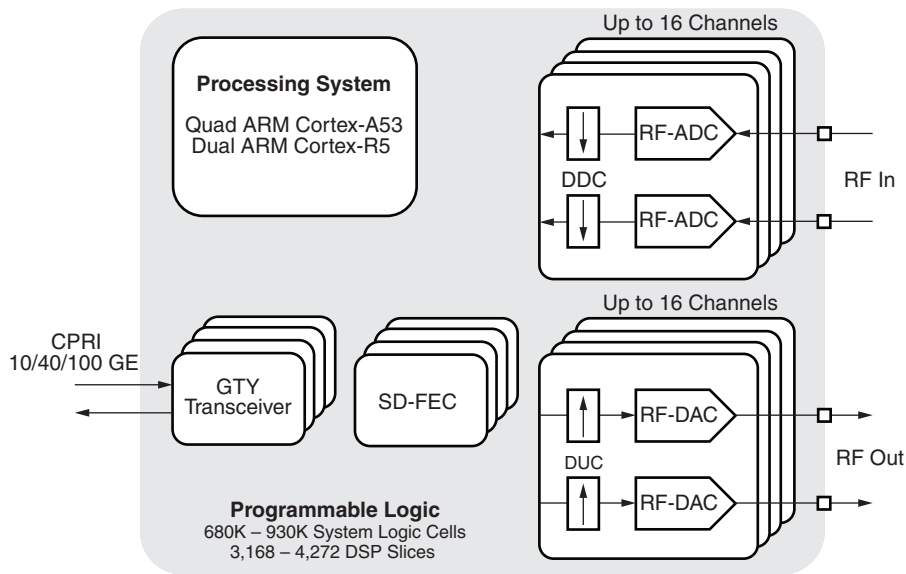 Up to 16 Channels
Processing System
Quad ARM Cortex-A53
Dual ARM Cortex-R5
RF-ADC
DDC
RF In
RF-ADC
Up to 16 Channels
CPRI
10/40/100 GE
GTY
Transceiver
SD-FEC
RF-DAC
DUC
RF Out
RF-DAC
Programmable Logic
680K – 930K System Logic Cells
3,168 – 4,272 DSP Slices